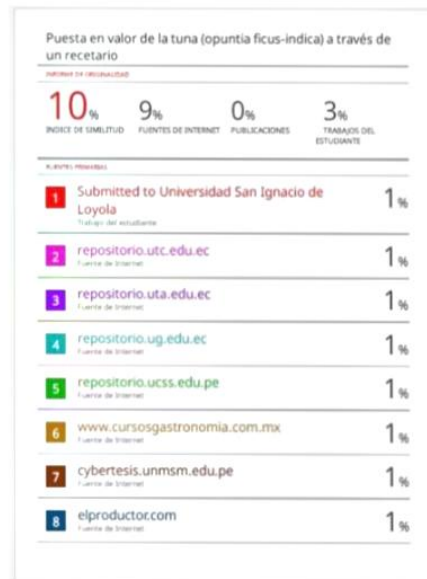 Puesta en valor de la tuna (opuntia ficus-indica) a través de
un recetario
INFORME DE ORIGINALIDAD
10%
ÍNDICE DE SIMILITUD
9%
FUENTES DE INTERNET
0%
PUBLICACIONES
3%
TRABAJOS DEL
ESTUDIANTE
FUENTES PRIMARIAS
1 Submitted to Universidad San Ignacio de
Loyola
Trabajo del estudiante
1%
2 repositorio.utc.edu.ec
Fuente de Internet
1%
3 repositorio.uta.edu.ec
Fuente de Internet
1%
4 repositorio.ug.edu.ec
Fuente de Internet
1%
5 repositorio.ucss.edu.pe
Fuente de Internet
1%
6 www.cursosgastronomia.com.mx
Fuente de Internet
1%
7 cybertesis.unmsm.edu.pe
Fuente de Internet
1%
8 elproductor.com
Fuente de Internet
1%